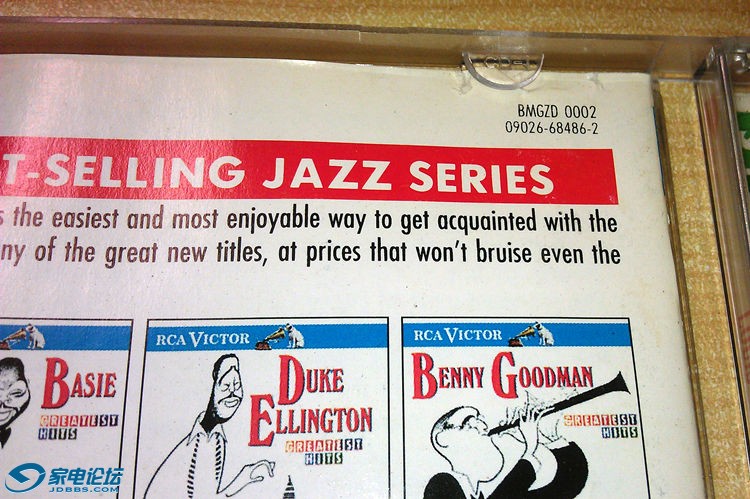 CD-I
BMGZD 0002
09026-68486-2
T-SELLING JAZZ SERIES
s the easiest and most enjoyable way to get acquainted with the
ny of the great new titles, at prices that won't bruise even the
RCA VICTOR
RCA VICTOR
BASIE
GREATEST
HITS
DUKE
ELLINGTON
GREATEST
HITS
BENNY GOODMAN
GREATEST
HITS
家电论坛
JDBBS.COM